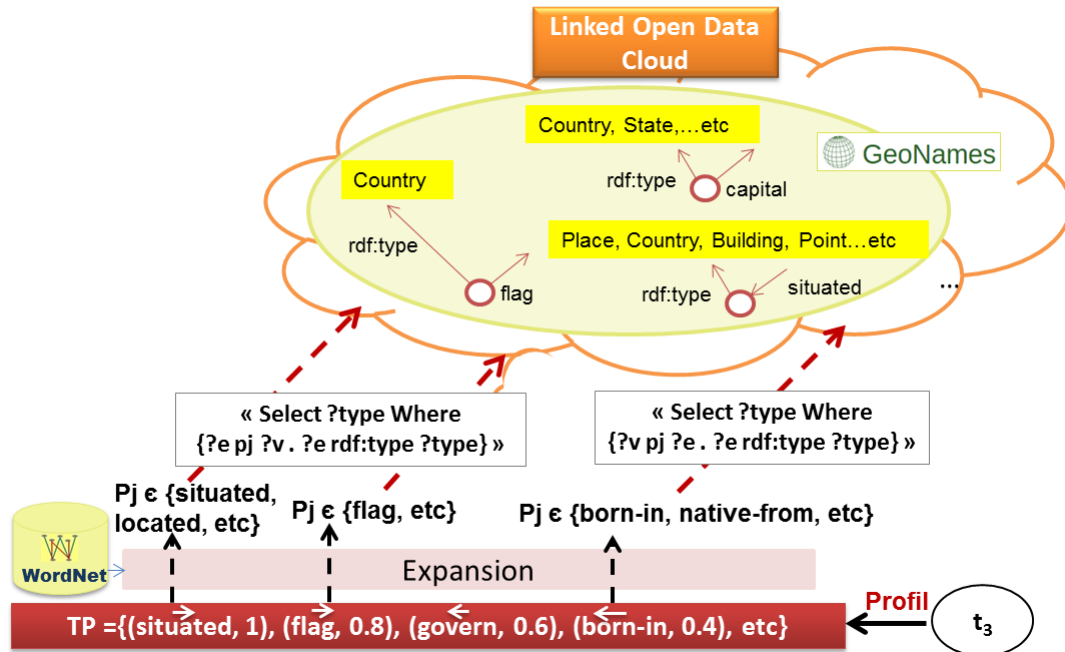 Linked Open Data
Cloud
Country, State,...etc
GeoNames
Country
rdf:type
capital
rdf:type
Place, Country, Building, Point...etc
flag
rdf:type
situated
...
« Select ?type Where
{?e pj ?v . ?e rdf:type ?type} »
« Select ?type Where
{?v pj ?e . ?e rdf:type ?type} »
Pj є {situated,
located, etc}
Pj є {flag, etc}
Pj є {born-in, native-from, etc}
W
WordNet
Expansion
TP ={(situated, 1), (flag, 0.8), (govern, 0.6), (born-in, 0.4), etc}
Profil
t₃